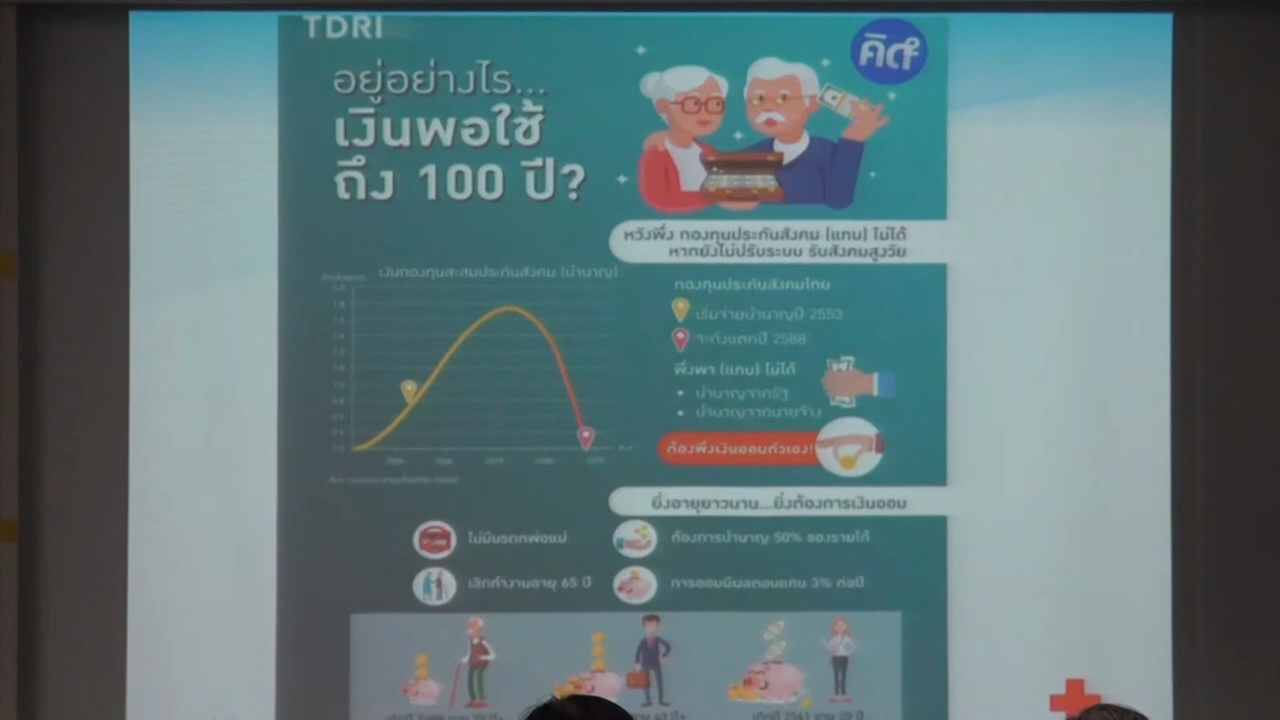 TDRI
คิด
อยู่อย่างไร...
เงินพอใช้
ถึง 100 ปี?
หวังพึ่ง กองทุนประกันสังคม (แทบ) ไม่ได้
หากยังไม่ปรับระบบ รับสังคมสูงวัย
เงินกองทุนสะสมประกันสังคม (บำนาญ)
กองทุนประกันสังคมไทย
เริ่มจ่ายบำนาญปี 2553
จะถังแตกปี 2588
พึ่งพา (แทบ) ไม่ได้
• บำนาญจากรัฐ
• บำนาญจากนายจ้าง
ต้องพึ่งเงินออมตัวเอง!
ยิ่งอายุยาวนาน...ยิ่งต้องการเงินออม
ไม่มีมรดกพ่อแม่
ต้องการบำนาญ 50% ของรายได้
เลิกทำงานอายุ 65 ปี
การออมมีผลตอบแทน 3% ต่อปี